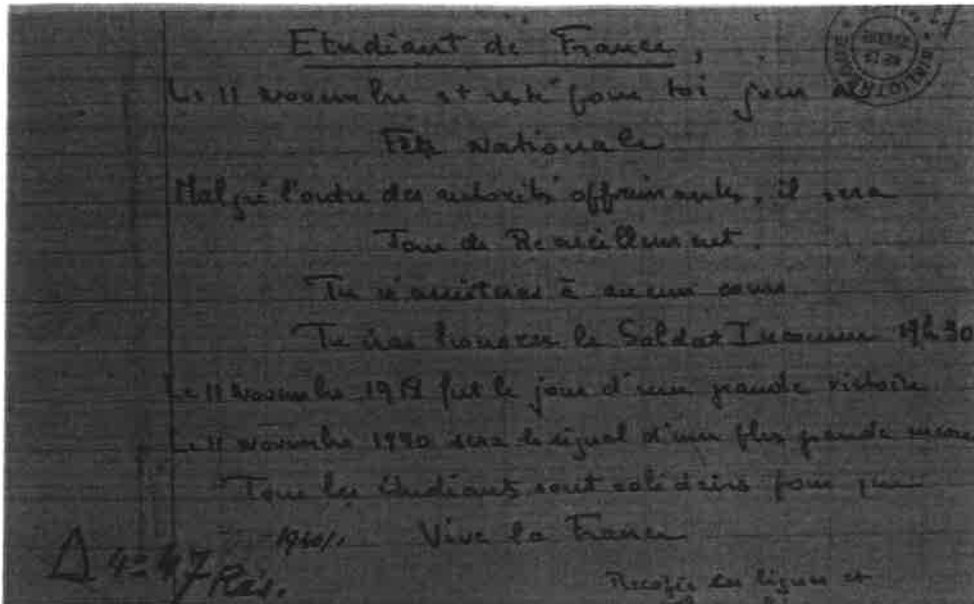 Etudiant de France,
Le 11 novembre est resté pour toi jour de
Fête Nationale
Malgré l'ordre des autorités opprimantes, il sera
Jour de Recueillement.
Tu n'assisteras à aucun cours
Tu iras honorer le Soldat Inconnu 17h30
Le 11 Novembre 1918 fut le jour d'une grande victoire
Le 11 novembre 1940 sera le signal d'une plus grande encore
Tous les étudiants sont solidaires pour que
Vive la France
1940
Δ 4° 47 Rés.
Recopie ces lignes et